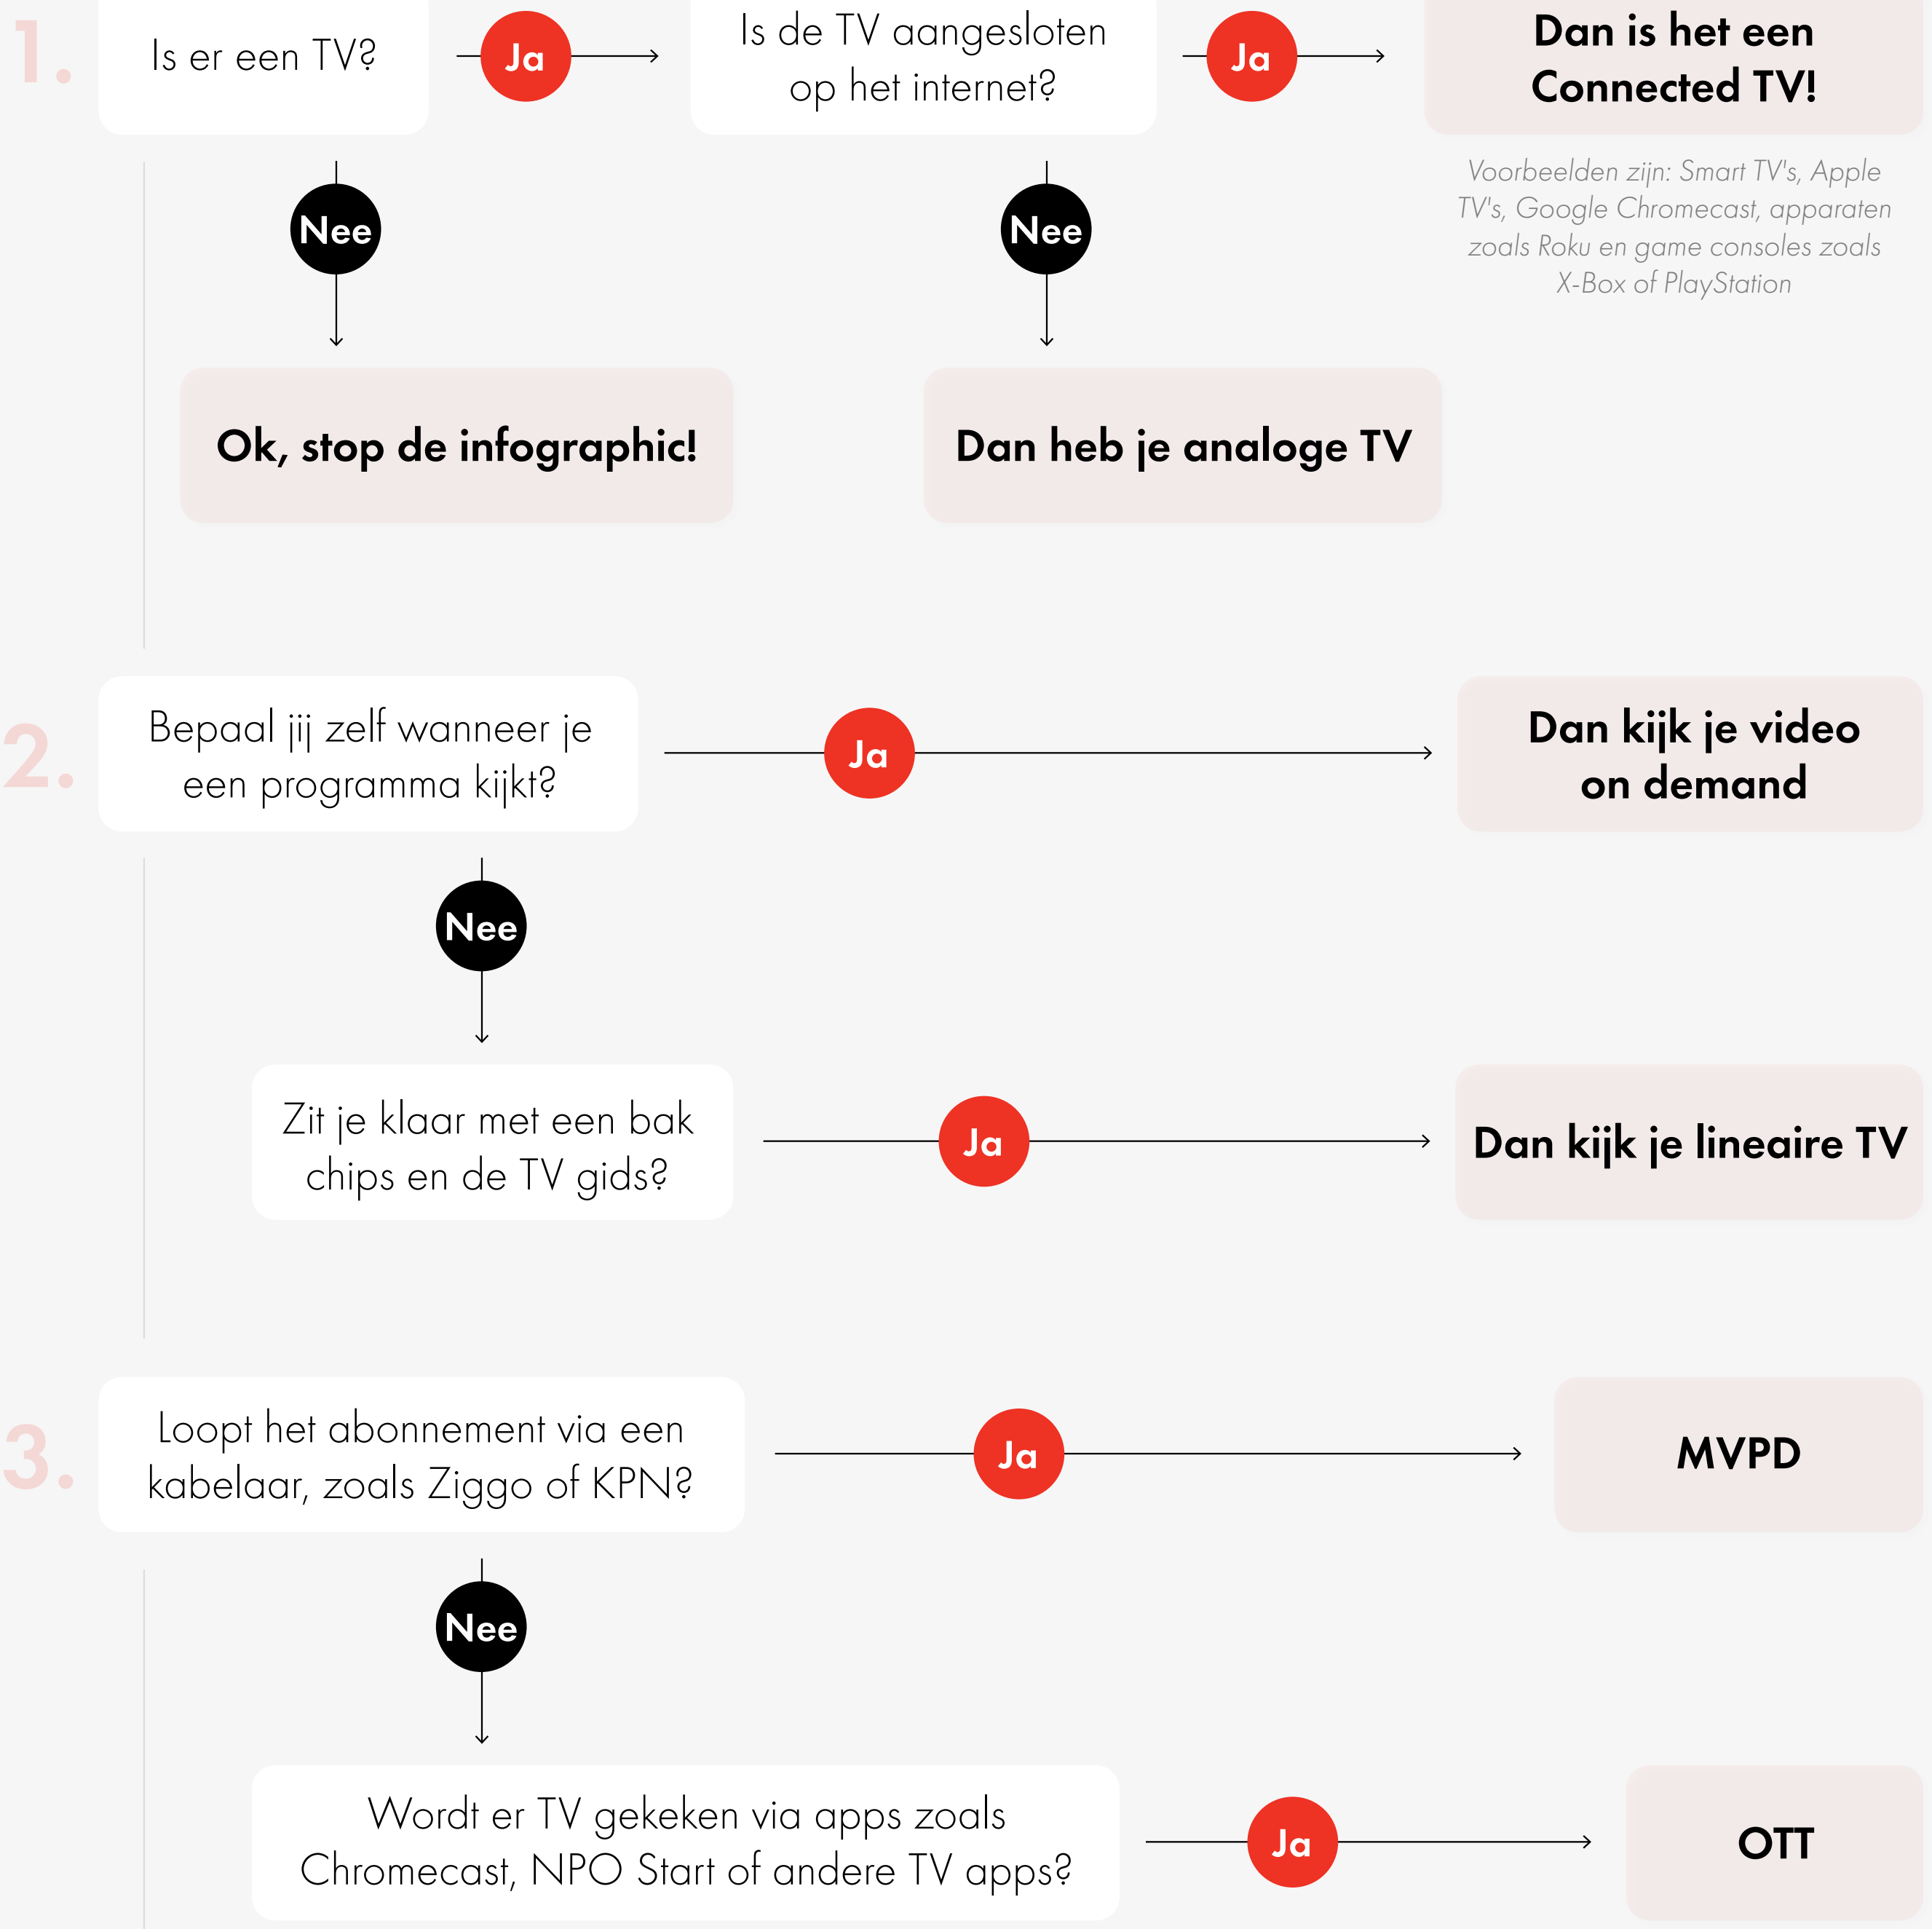 1.
Is er een TV?
Ja
Is de TV aangesloten
op het internet?
Ja
Dan is het een
Connected TV!
Voorbeelden zijn: Smart TV's, Apple
TV's, Google Chromecast, apparaten
zoals Roku en game consoles zoals
X-Box of PlayStation
Nee
Nee
Ok, stop de infographic!
Dan heb je analoge TV
2.
Bepaal jij zelf wanneer je
een programma kijkt?
Ja
Dan kijk je video
on demand
Nee
Zit je klaar met een bak
chips en de TV gids?
Ja
Dan kijk je lineaire TV
3.
Loopt het abonnement via een
kabelaar, zoals Ziggo of KPN?
Ja
MVPD
Nee
Wordt er TV gekeken via apps zoals
Chromecast, NPO Start of andere TV apps?
Ja
OTT